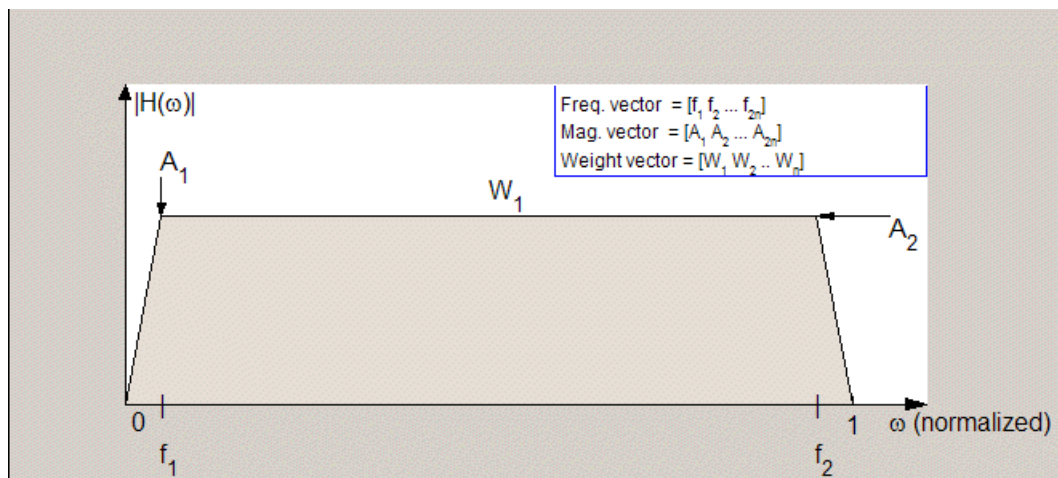 |H(ω)|
Freq. vector = [f₁ f₂ ... f₂ₙ]
Mag. vector = [A₁ A₂ ... A₂ₙ]
Weight vector = [W₁ W₂ .. Wₙ]
A₁
W₁
A₂
0
1
ω (normalized)
f₁
f₂